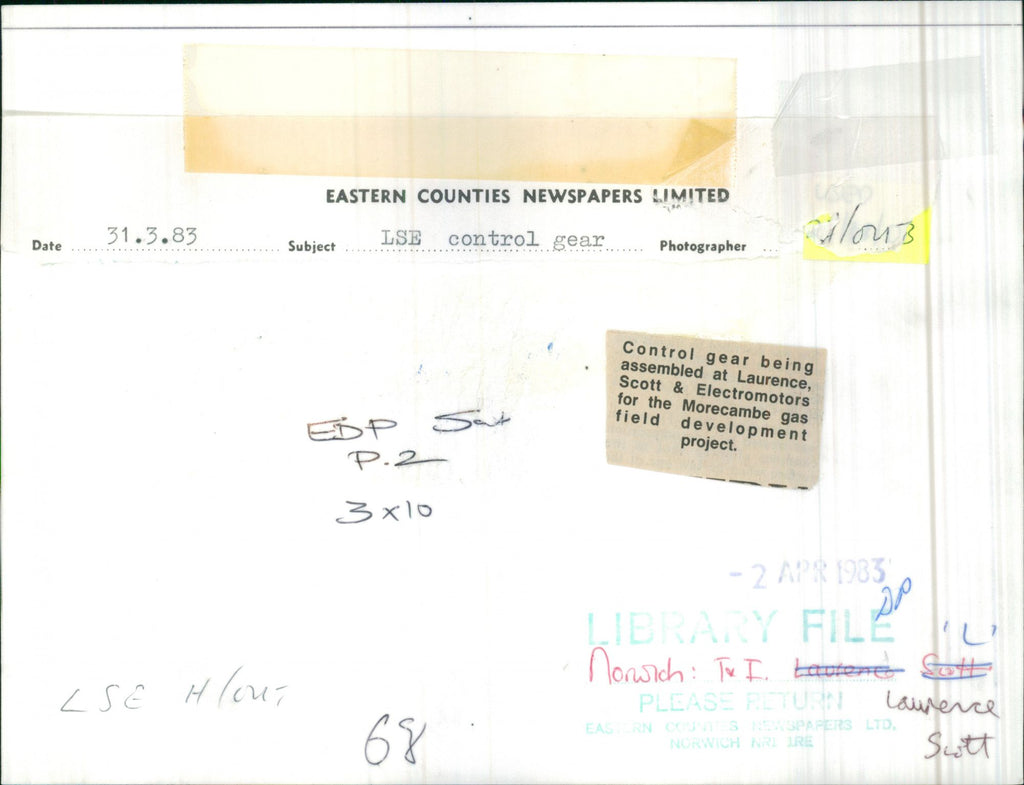 EASTERN COUNTIES NEWSPAPERS LIMITED
Date 31.3.83 Subject LSE control gear Photographer H/OUT
Control gear being
assembled at Laurence,
Scott & Electromotors
for the Morecambe gas
field development
project.
EDP Sat
P.2
3x10
-2 APR 1983
DP
LIBRARY FILE 'L'
Norwich: T & I. Laurence Scott
PLEASE RETURN Laurence
EASTERN COUNTIES NEWSPAPERS LTD.
NORWICH NR1 1RE
Scott
LSE H/OUT
68